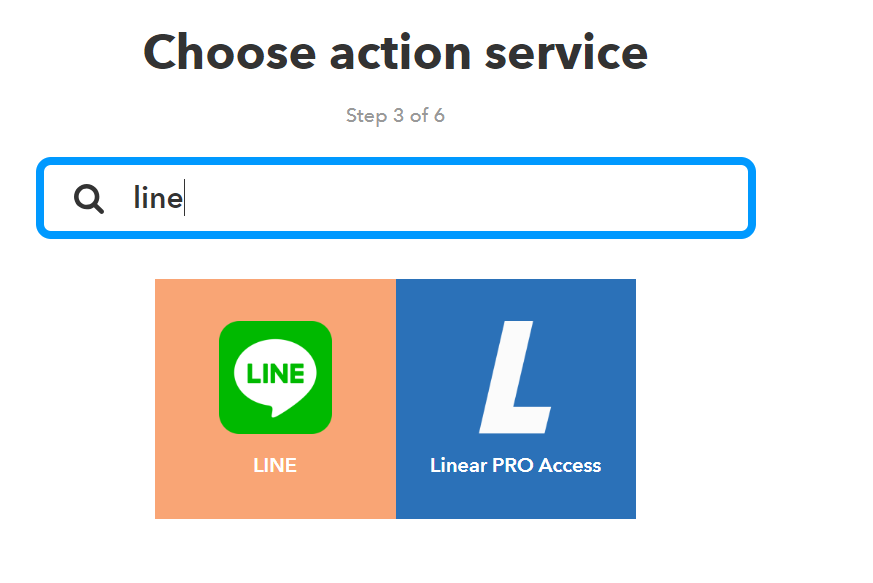 Choose action service
Step 3 of 6
line
LINE
LINE
Linear PRO Access